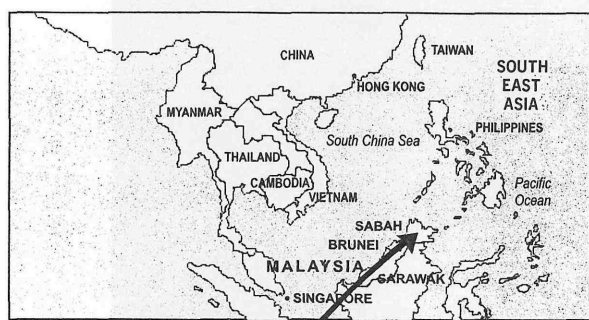 CHINA
TAIWAN
HONG KONG
SOUTH
EAST
ASIA
MYANMAR
South China Sea
PHILIPPINES
THAILAND
CAMBODIA
VIETNAM
Pacific
Ocean
SABAH
BRUNEI
MALAYSIA
SARAWAK
SINGAPORE